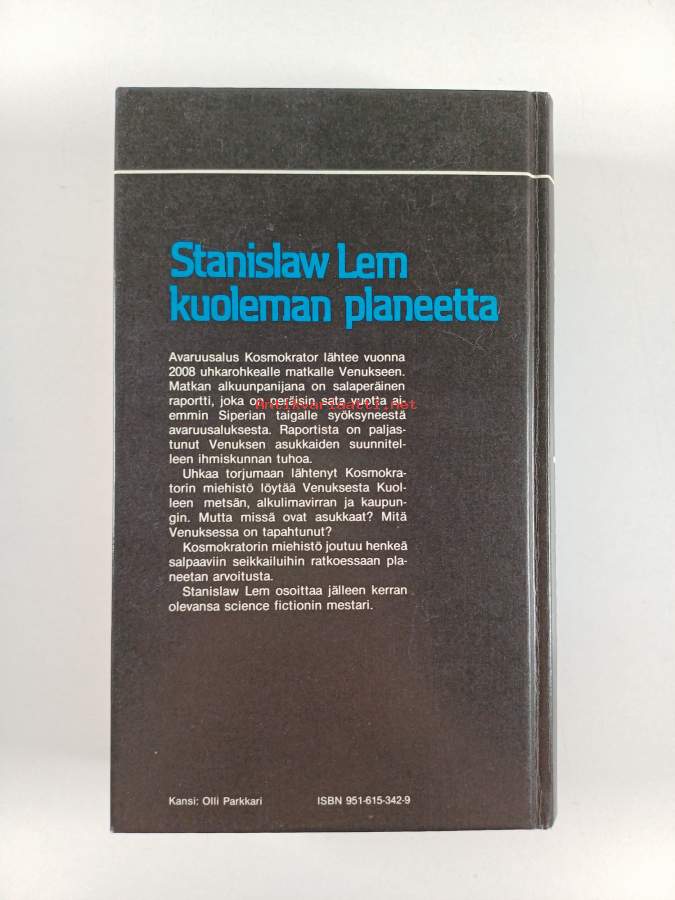 Stanislaw Lem
kuoleman planeetta
Avaruusalus Kosmokrator lähtee vuonna
2008 uhkarohkealle matkalle Venukseen.
Matkan alkuunpanijana on salaperäinen
raportti, joka on peräisin sata vuotta ai-
Antikvariaatti.net
emmin Siperian taigalle syöksyneestä
avaruusaluksesta. Raportista on paljas-
tunut Venuksen asukkaiden suunnitel-
leen ihmiskunnan tuhoa.
Uhkaa torjumaan lähtenyt Kosmokra-
torin miehistö löytää Venuksesta Kuol-
leen metsän, alkulimavirran ja kaupun-
gin. Mutta missä ovat asukkaat? Mitä
Venuksessa on tapahtunut?
Kosmokratorin miehistö joutuu henkeä
salpaaviin seikkailuihin ratkoessaan pla-
neetan arvoitusta.
Stanislaw Lem osoittaa jälleen kerran
olevansa science fictionin mestari.
Kansi: Olli Parkkari ISBN 951-615-342-9